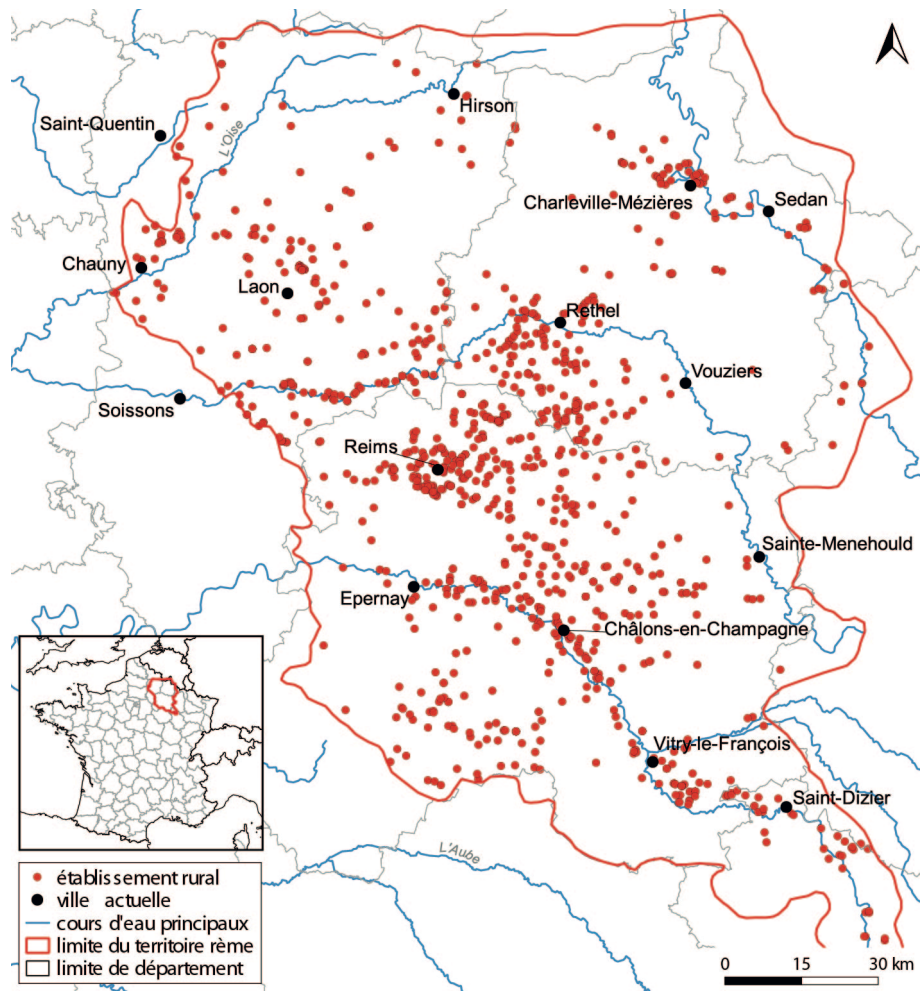 Hirson
Saint-Quentin
L'Oise
Charleville-Mézières
Sedan
Chauny
Laon
Rethel
Vouziers
Soissons
Reims
Sainte-Menehould
Epernay
Châlons-en-Champagne
Vitry-le-François
Saint-Dizier
L'Aube
établissement rural
ville actuelle
cours d'eau principaux
limite du territoire rème
limite de département
0 15 30 km